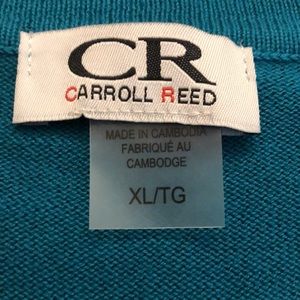 CR
CARROLL REED
MADE IN CAMBODIA
FABRIQUÉ AU
CAMBODGE
XL/TG